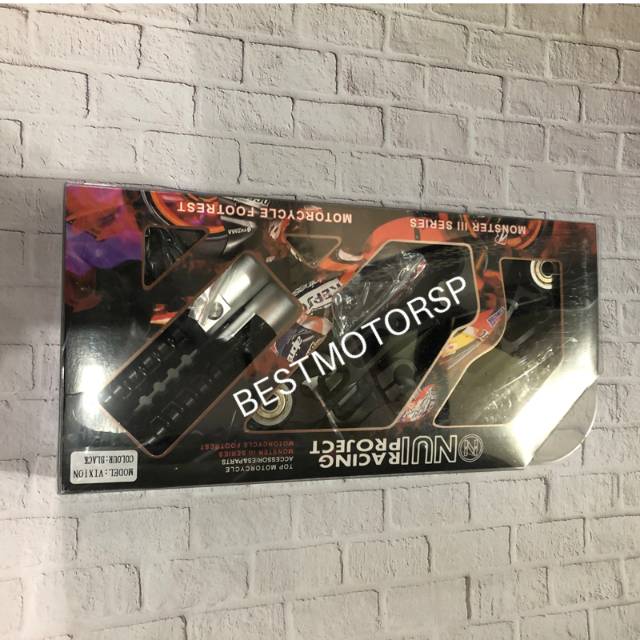 MODEL:VIXION
COLOUR:BLACK
TOP MOTORCYCLE
ACCESSORIES&PARTS
MONSTER III SERIES
MOTORCYCLE FOOTREST
NUI
RACING
PROJECT
BESTMOTORSP
MONSTER III SERIES
MOTORCYCLE FOOTREST